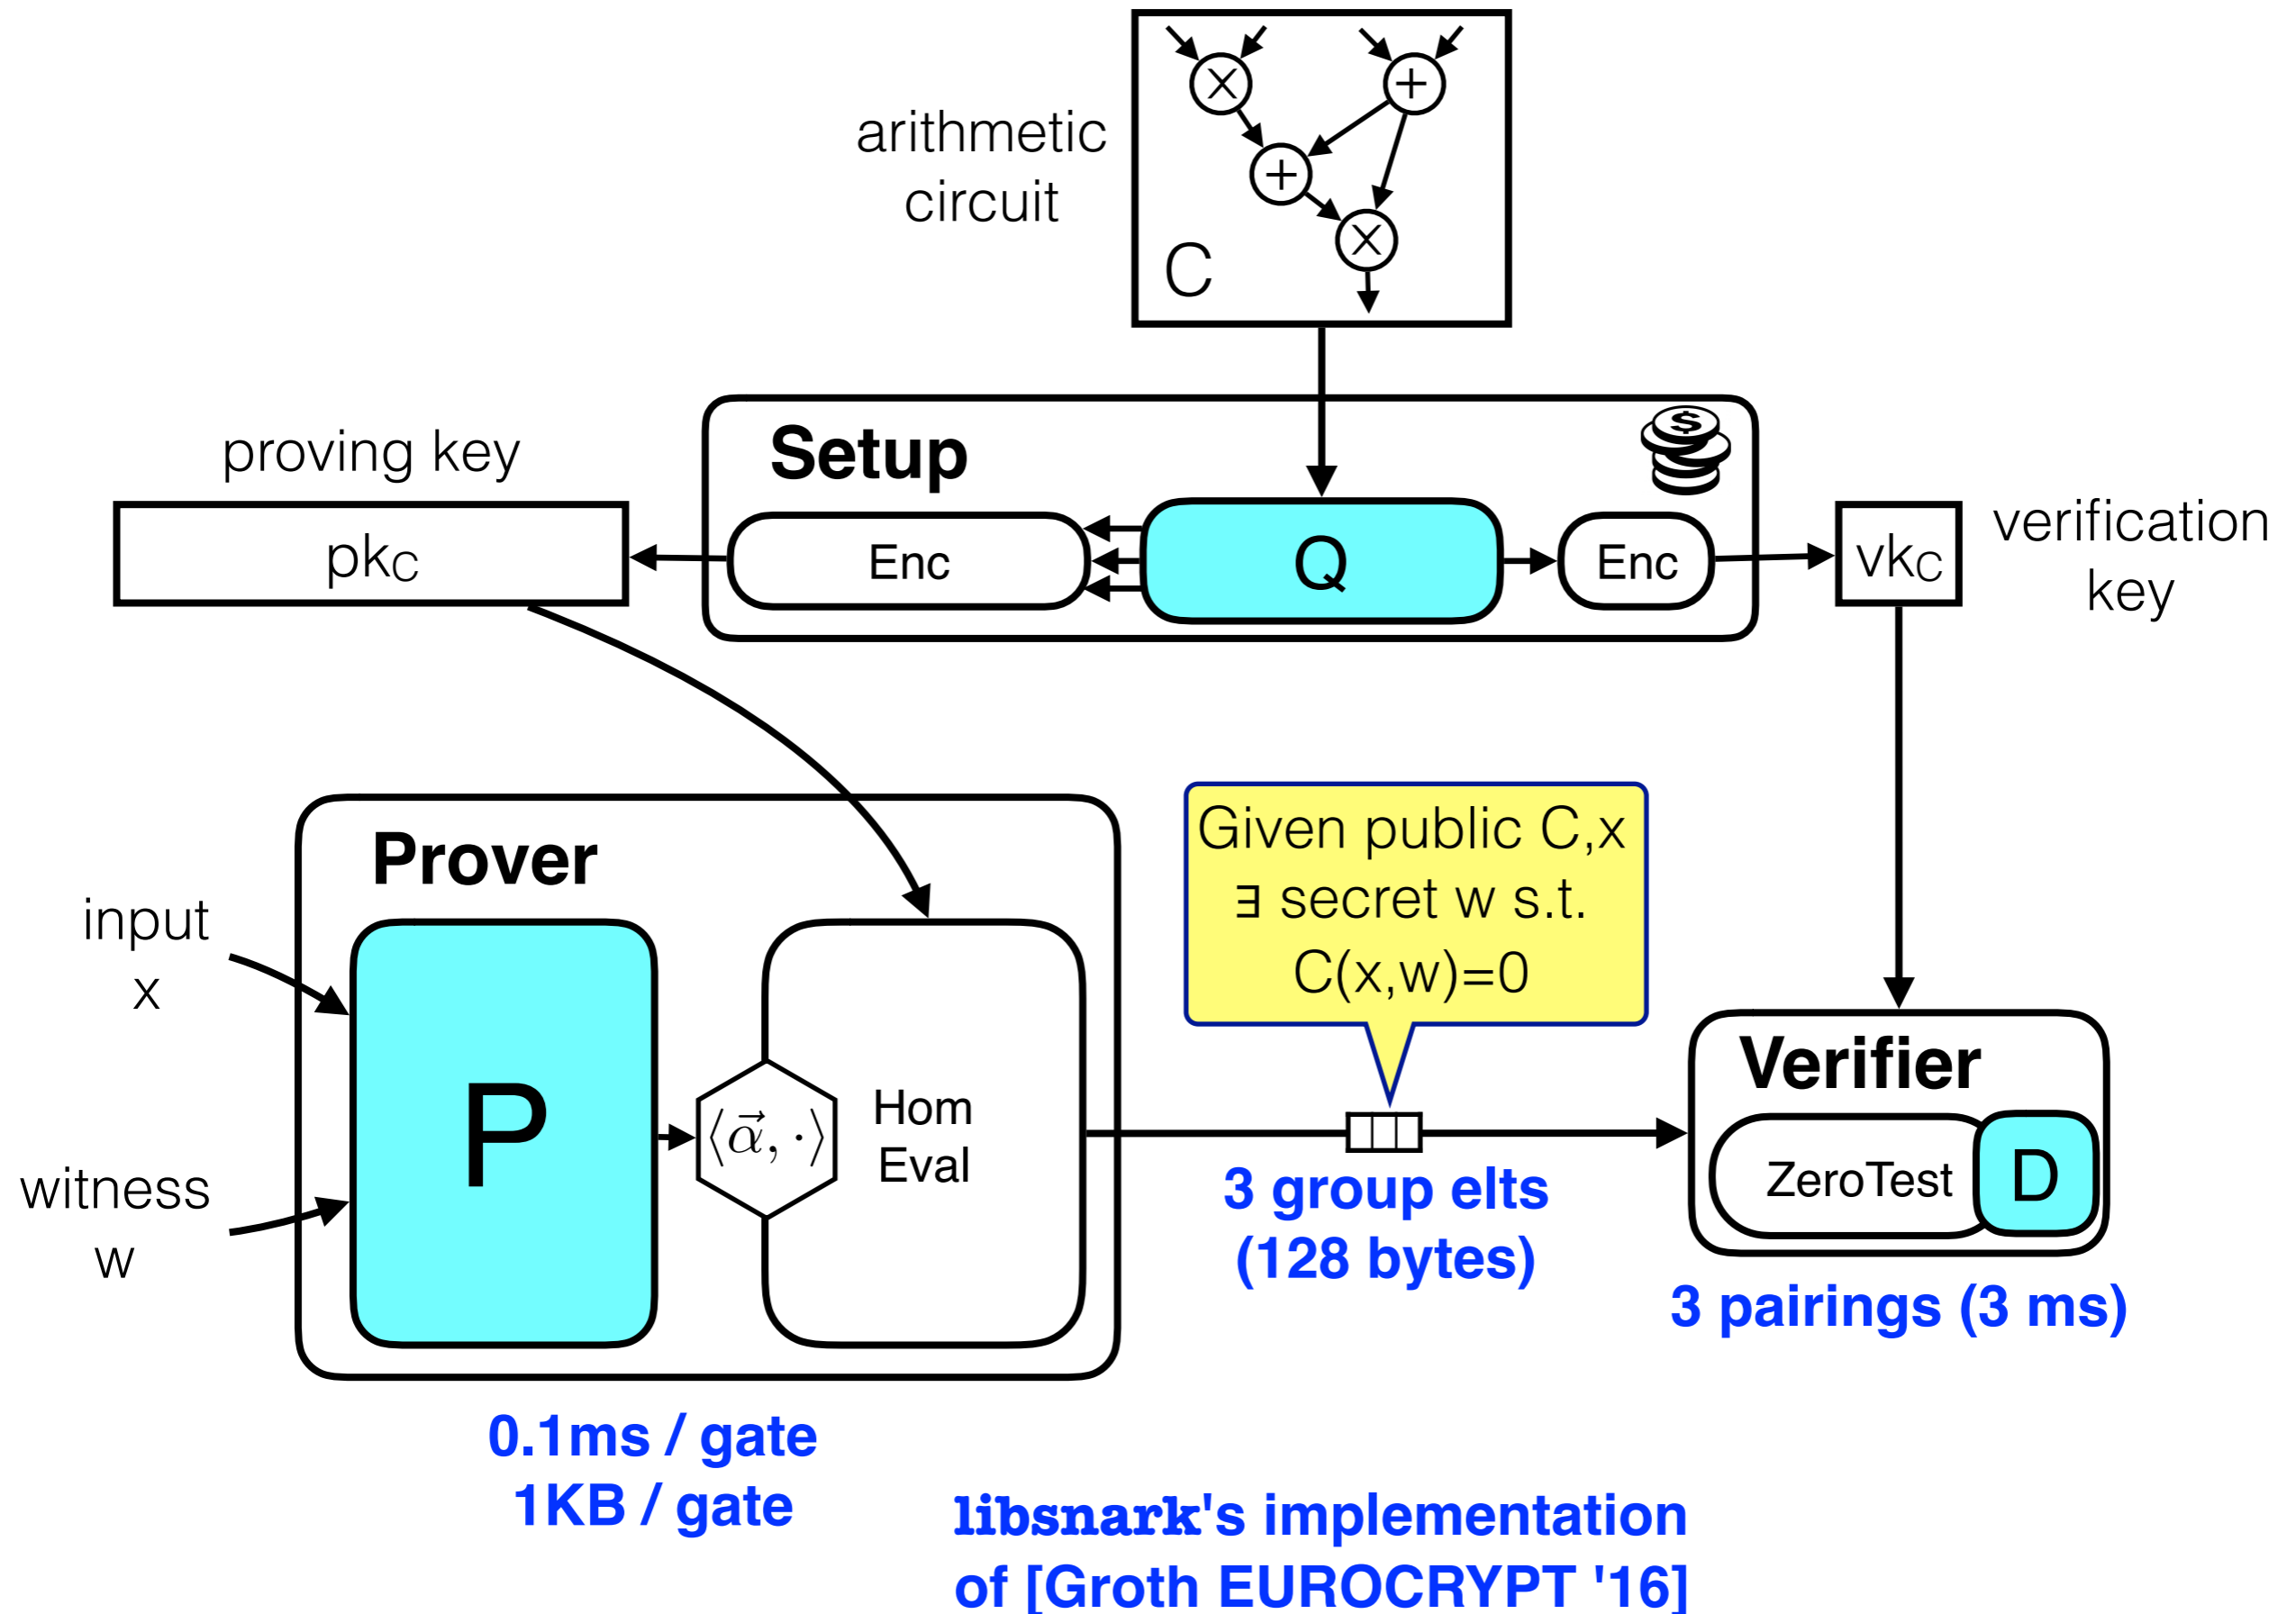 arithmetic
circuit
×
+
+
×
C
proving key
Setup
$
pkC
Enc
Q
Enc
vkC
verification
key
Prover
input
x
witness
w
P
⟨α⃗, ·⟩
Hom
Eval
Given public C,x
∃ secret w s.t.
C(x,w)=0
3 group elts
(128 bytes)
Verifier
ZeroTest
D
3 pairings (3 ms)
0.1ms / gate
1KB / gate
libsnark's implementation
of [Groth EUROCRYPT '16]